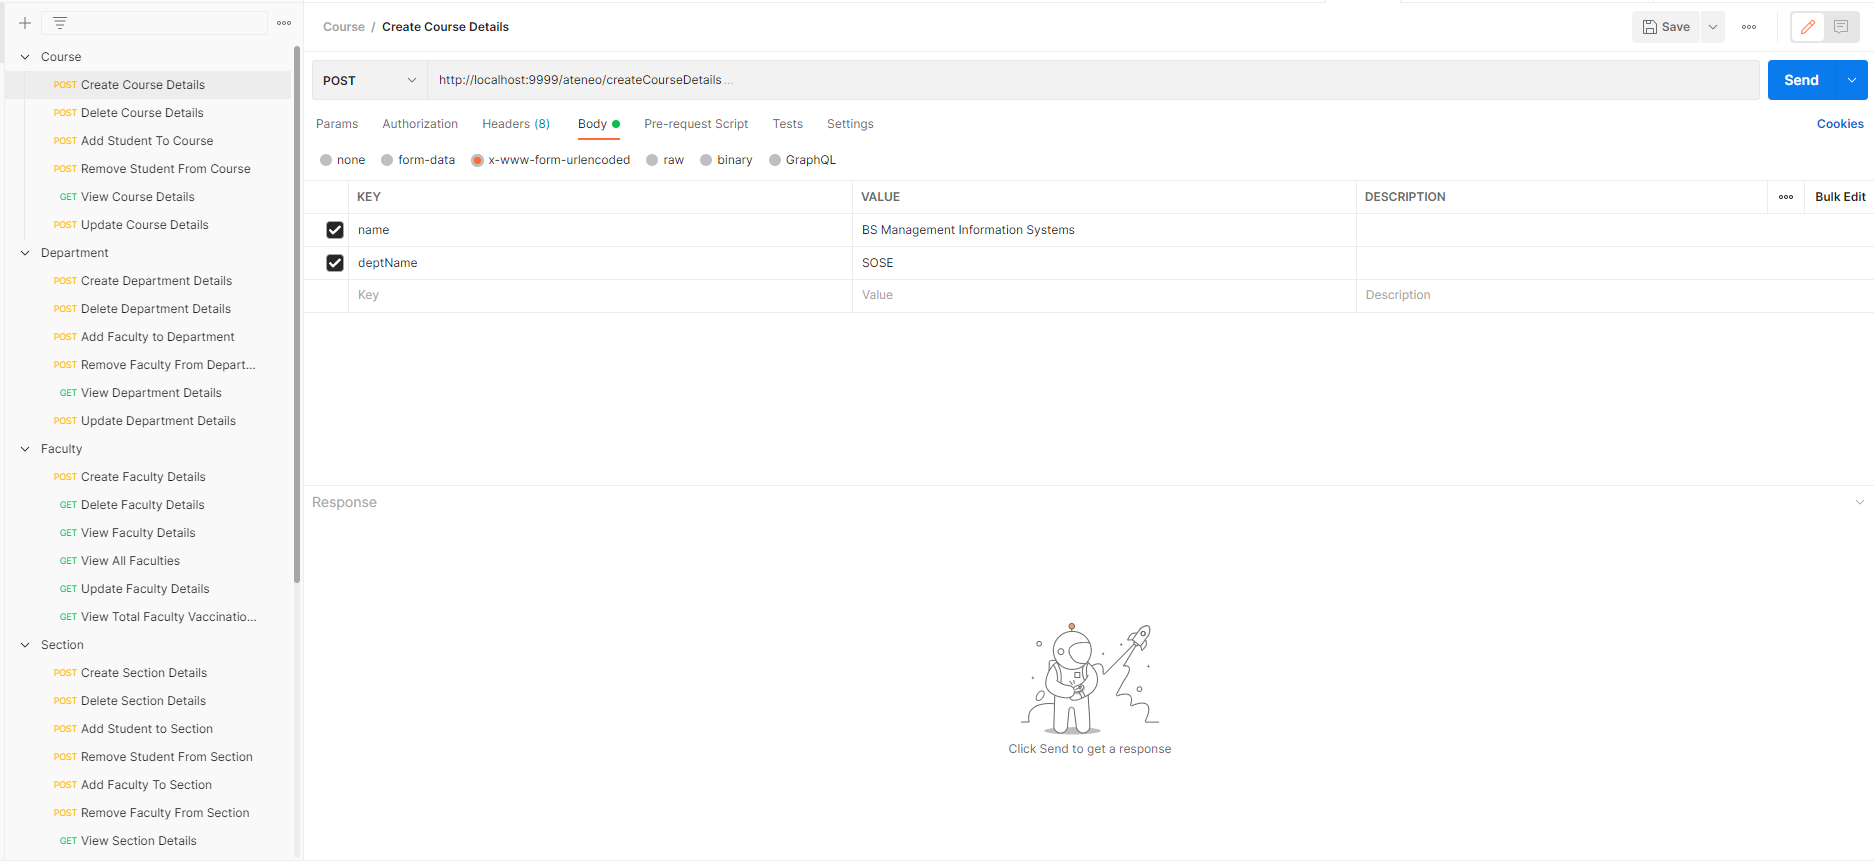 Course / Create Course Details
Save
POST
http://localhost:9999/ateneo/createCourseDetails...
Send
Params Authorization Headers (8) Body Pre-request Script Tests Settings Cookies
none form-data x-www-form-urlencoded raw binary GraphQL
KEY VALUE DESCRIPTION Bulk Edit
name BS Management Information Systems
deptName SOSE
Key Value Description
Response
Click Send to get a response
Course
POST Create Course Details
POST Delete Course Details
POST Add Student To Course
POST Remove Student From Course
GET View Course Details
POST Update Course Details
Department
POST Create Department Details
POST Delete Department Details
POST Add Faculty to Department
POST Remove Faculty From Depart...
GET View Department Details
POST Update Department Details
Faculty
POST Create Faculty Details
GET Delete Faculty Details
GET View Faculty Details
GET View All Faculties
GET Update Faculty Details
GET View Total Faculty Vaccinatio...
Section
POST Create Section Details
POST Delete Section Details
POST Add Student to Section
POST Remove Student From Section
POST Add Faculty To Section
POST Remove Faculty From Section
GET View Section Details